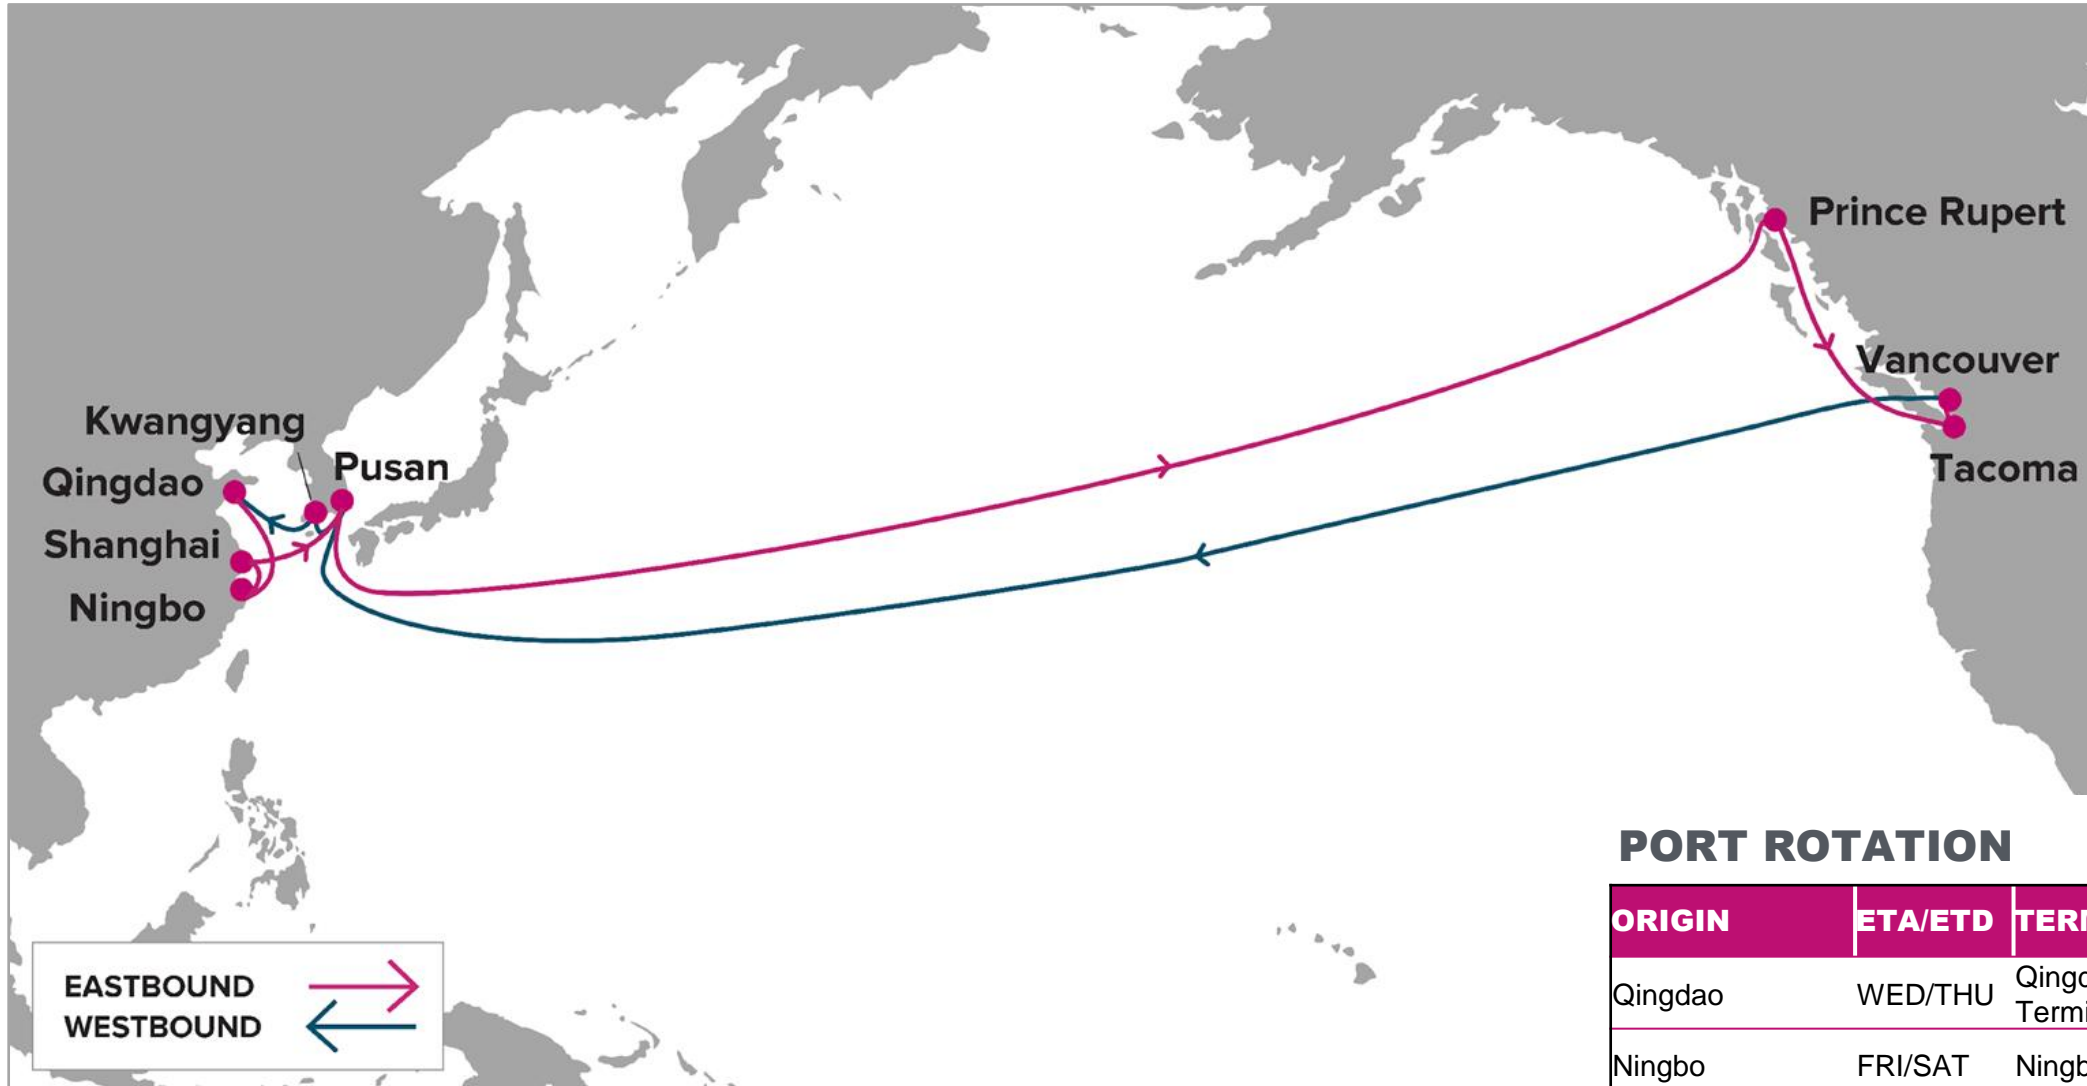 Prince Rupert
Vancouver
Kwangyang
Pusan
Qingdao
Tacoma
Shanghai
Ningbo
EASTBOUND
WESTBOUND
PORT ROTATION
ORIGIN ETA/ETD
Qingdao WED/THU
Ningbo FRI/SAT